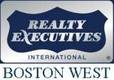 REALTY
EXECUTIVES
INTERNATIONAL ®
BOSTON WEST